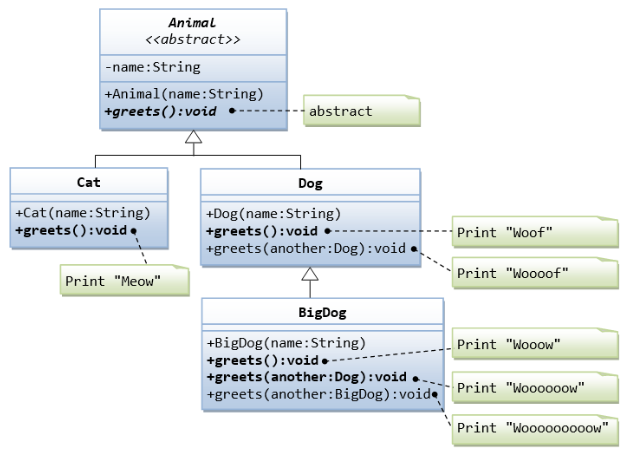 Animal
<<abstract>>
-name:String
+Animal(name:String)
+greets():void
abstract
Cat
+Cat(name:String)
+greets():void
Print "Meow"
Dog
+Dog(name:String)
+greets():void
+greets(another:Dog):void
Print "Woof"
Print "Woooof"
BigDog
+BigDog(name:String)
+greets():void
+greets(another:Dog):void
+greets(another:BigDog):void
Print "Wooow"
Print "Woooooow"
Print "Wooooooooow"